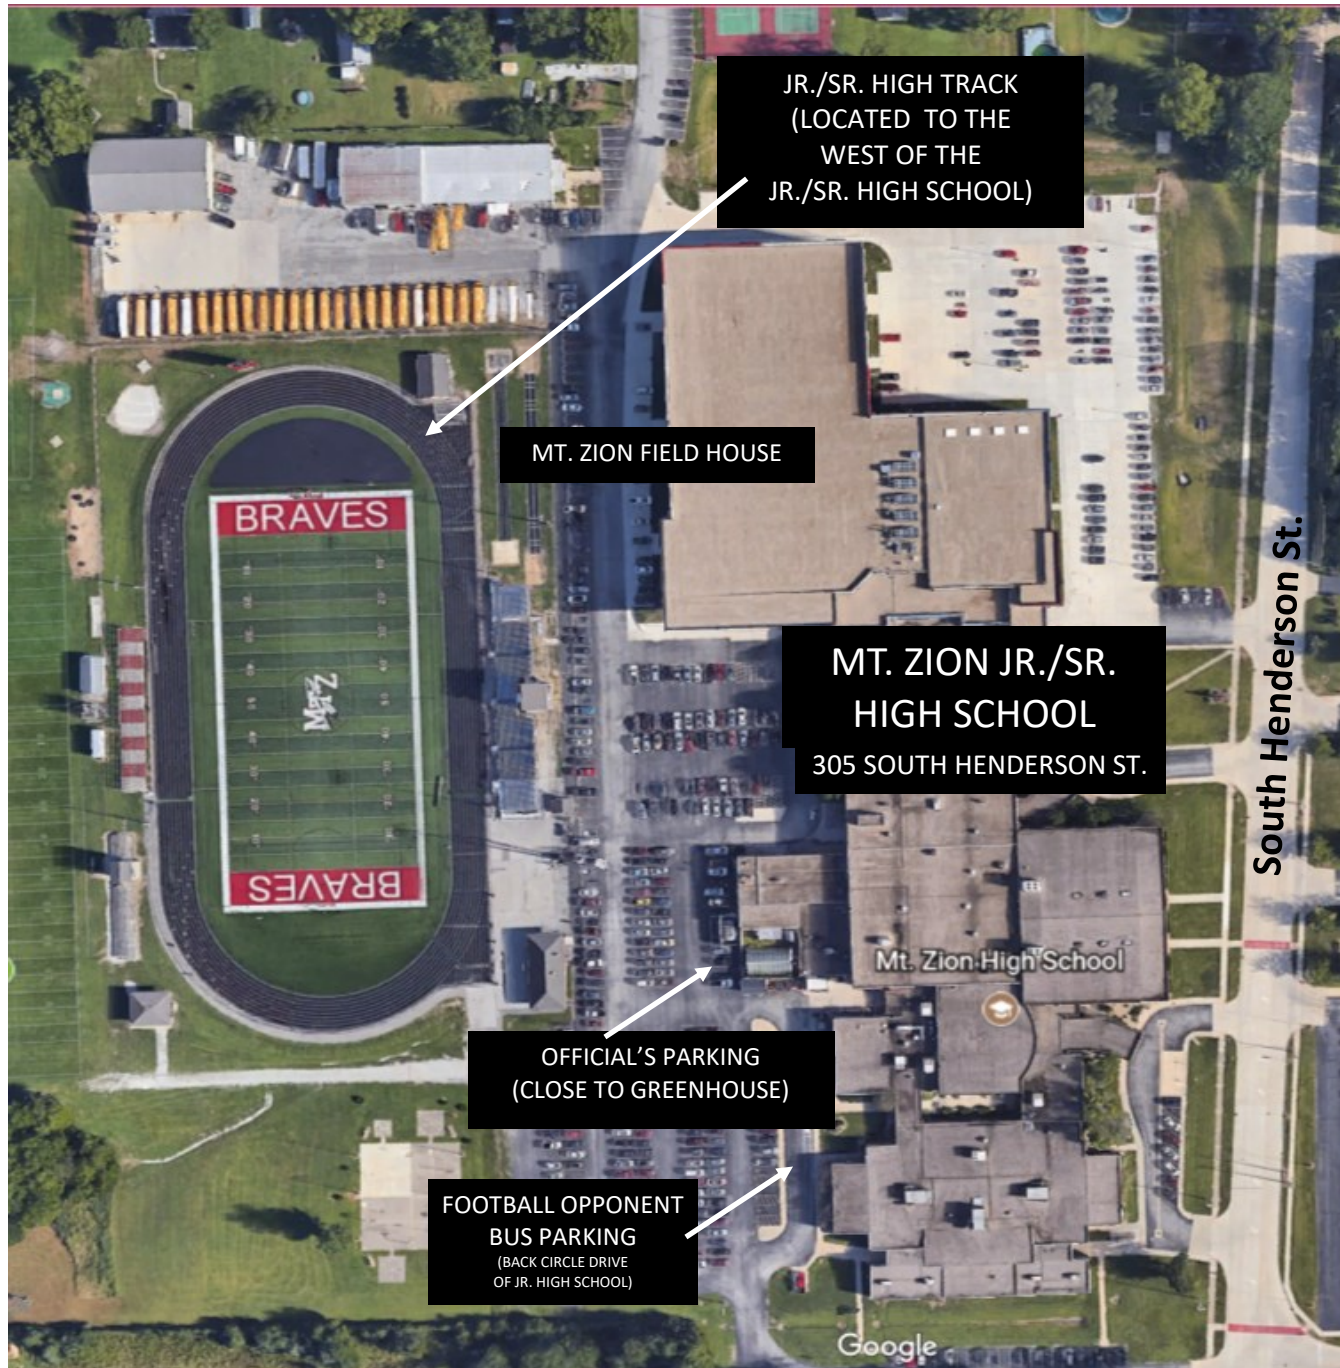 JR./SR. HIGH TRACK
(LOCATED TO THE
WEST OF THE
JR./SR. HIGH SCHOOL)
MT. ZION FIELD HOUSE
BRAVES
MT. ZION JR./SR.
HIGH SCHOOL
305 SOUTH HENDERSON ST.
South Henderson St.
BRAVES
Mt. Zion High School
OFFICIAL'S PARKING
(CLOSE TO GREENHOUSE)
FOOTBALL OPPONENT
BUS PARKING
(BACK CIRCLE DRIVE
OF JR. HIGH SCHOOL)
Google